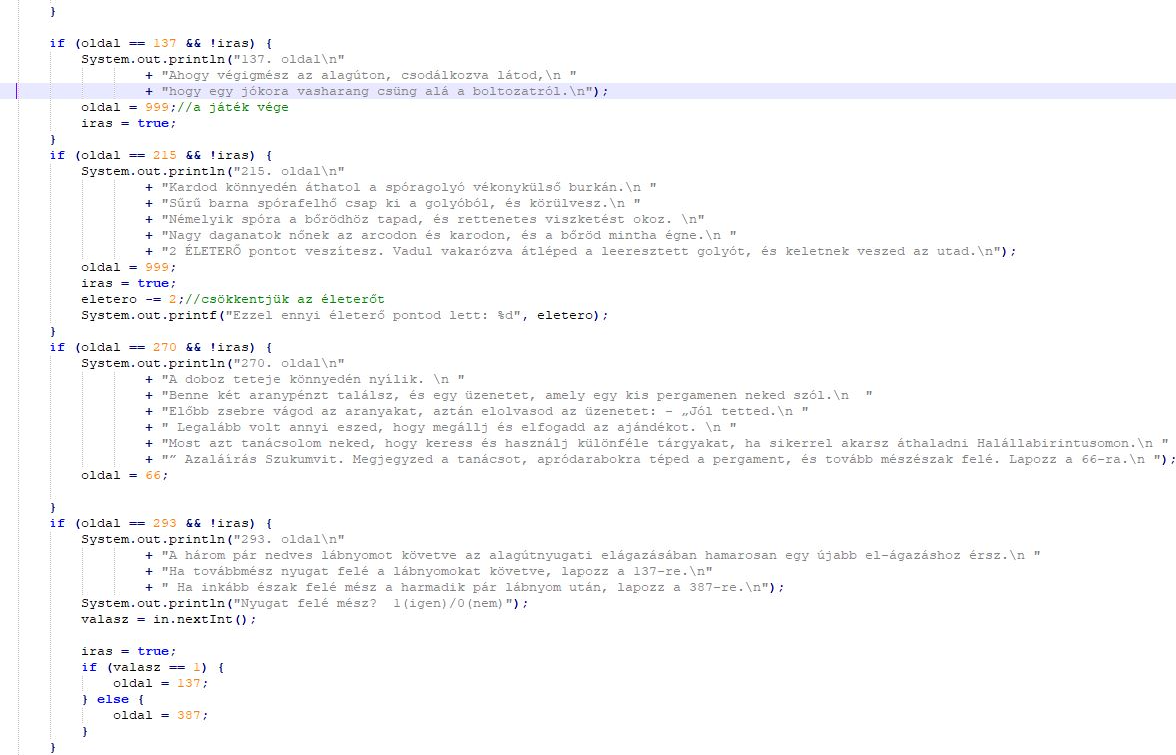 }
if (oldal == 137 && !iras) {
System.out.println("137. oldal\n"
+ "Ahogy végigmész az alagúton, csodálkozva látod,\n "
+ "hogy egy jókora vasharang csüng alá a boltozatról.\n");
oldal = 999;//a játék vége
iras = true;
}
if (oldal == 215 && !iras) {
System.out.println("215. oldal\n"
+ "Kardod könnyedén áthatol a spóragolyó vékonykülső burkán.\n "
+ "Sűrű barna spórafelhő csap ki a golyóból, és körülvesz.\n "
+ "Némelyik spóra a bőrödhöz tapad, és rettenetes viszketést okoz. \n"
+ "Nagy daganatok nőnek az arcodon és karodon, és a bőröd mintha égne.\n "
+ "2 ÉLETERŐ pontot veszítesz. Vadul vakarózva átléped a leeresztett golyót, és keletnek veszed az utad.\n");
oldal = 999;
iras = true;
eletero -= 2;//csökkentjük az életerőt
System.out.printf("Ezzel ennyi életerő pontod lett: %d", eletero);
}
if (oldal == 270 && !iras) {
System.out.println("270. oldal\n"
+ "A doboz teteje könnyedén nyílik. \n "
+ "Benne két aranypénzt találsz, és egy üzenetet, amely egy kis pergamenen neked szól.\n  "
+ "Előbb zsebre vágod az aranyakat, aztán elolvasod az üzenetet: - „Jól tetted.\n "
+ " Legalább volt annyi eszed, hogy megállj és elfogadd az ajándékot. \n "
+ "Most azt tanácsolom neked, hogy keress és használj különféle tárgyakat, ha sikerrel akarsz áthaladni Halállabirintusomon.\n "
+ "” Azaláírás Szukumvit. Megjegyzed a tanácsot, apródarabokra téped a pergament, és tovább mészészak felé. Lapozz a 66-ra.\n ");
oldal = 66;
}
if (oldal == 293 && !iras) {
System.out.println("293. oldal\n"
+ "A három pár nedves lábnyomot követve az alagútnyugati elágazásában hamarosan egy újabb el-ágazáshoz érsz.\n "
+ "Ha továbbmész nyugat felé a lábnyomokat követve, lapozz a 137-re.\n"
+ " Ha inkább észak felé mész a harmadik pár lábnyom után, lapozz a 387-re.\n");
System.out.println("Nyugat felé mész?  1(igen)/0(nem)");
valasz = in.nextInt();
iras = true;
if (valasz == 1) {
oldal = 137;
} else {
oldal = 387;
}
}